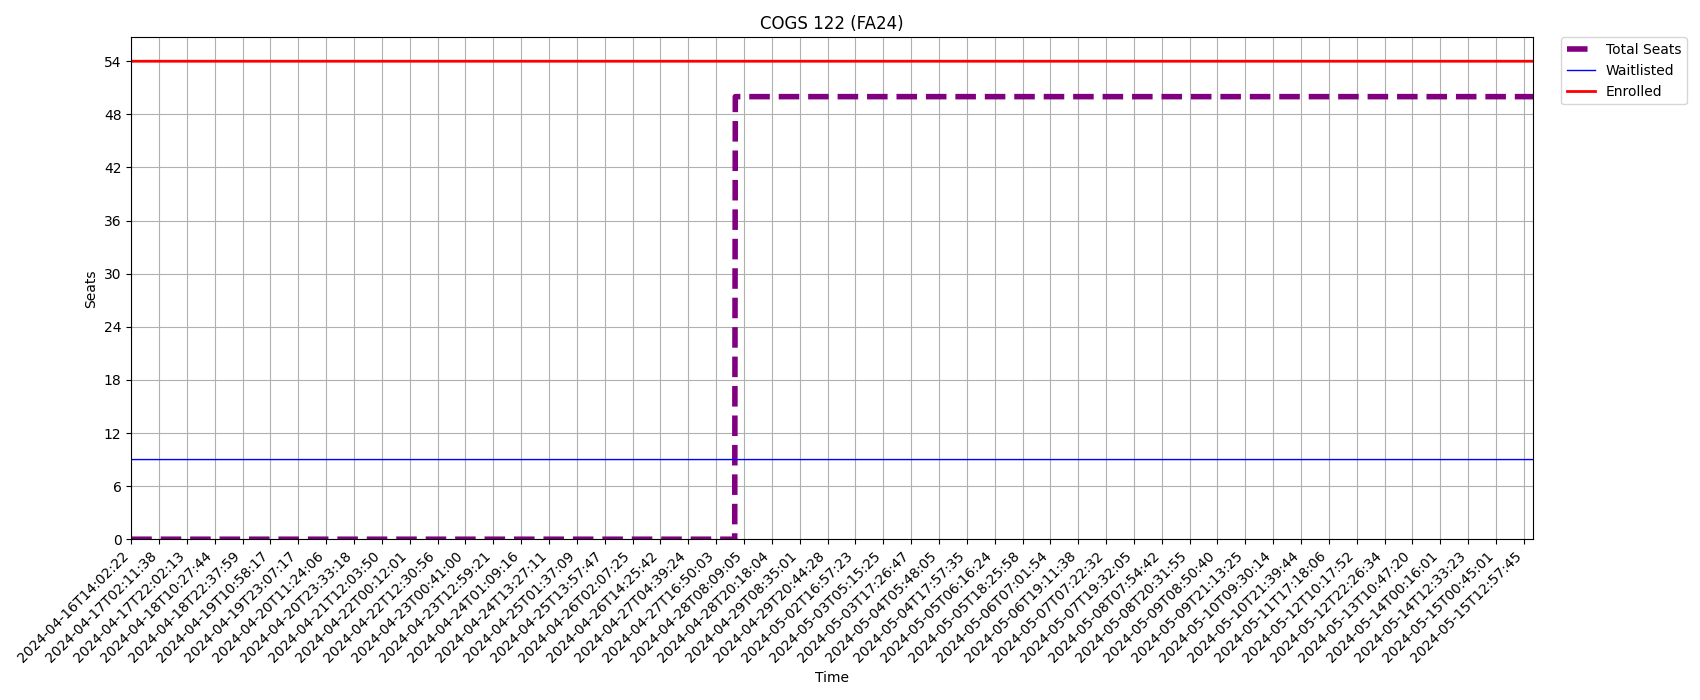 COGS 122 (FA24)
Total Seats
Waitlisted
Enrolled
Seats
54
48
42
36
30
24
18
12
6
0
2024-04-16T14:02:22
2024-04-17T02:11:38
2024-04-17T22:02:13
2024-04-18T10:27:44
2024-04-18T22:37:59
2024-04-19T10:58:17
2024-04-19T23:07:17
2024-04-20T11:24:06
2024-04-20T23:33:18
2024-04-21T12:03:50
2024-04-22T00:12:01
2024-04-22T12:30:56
2024-04-23T00:41:00
2024-04-23T12:59:21
2024-04-24T01:09:16
2024-04-24T13:27:11
2024-04-25T01:37:09
2024-04-25T13:57:47
2024-04-26T02:07:25
2024-04-26T14:25:42
2024-04-27T04:39:24
2024-04-27T16:50:03
2024-04-28T08:09:05
2024-04-28T20:18:04
2024-04-29T08:35:01
2024-04-29T20:44:28
2024-05-02T16:57:23
2024-05-03T05:15:25
2024-05-03T17:26:47
2024-05-04T05:48:05
2024-05-04T17:57:35
2024-05-05T06:16:24
2024-05-05T18:25:58
2024-05-06T07:01:54
2024-05-06T19:11:38
2024-05-07T07:22:32
2024-05-07T19:32:05
2024-05-08T07:54:42
2024-05-08T20:31:55
2024-05-09T08:50:40
2024-05-09T21:13:25
2024-05-10T09:30:14
2024-05-10T21:39:44
2024-05-11T17:18:06
2024-05-12T10:17:52
2024-05-12T22:26:34
2024-05-13T10:47:20
2024-05-14T00:16:01
2024-05-14T12:33:23
2024-05-15T00:45:01
2024-05-15T12:57:45
Time